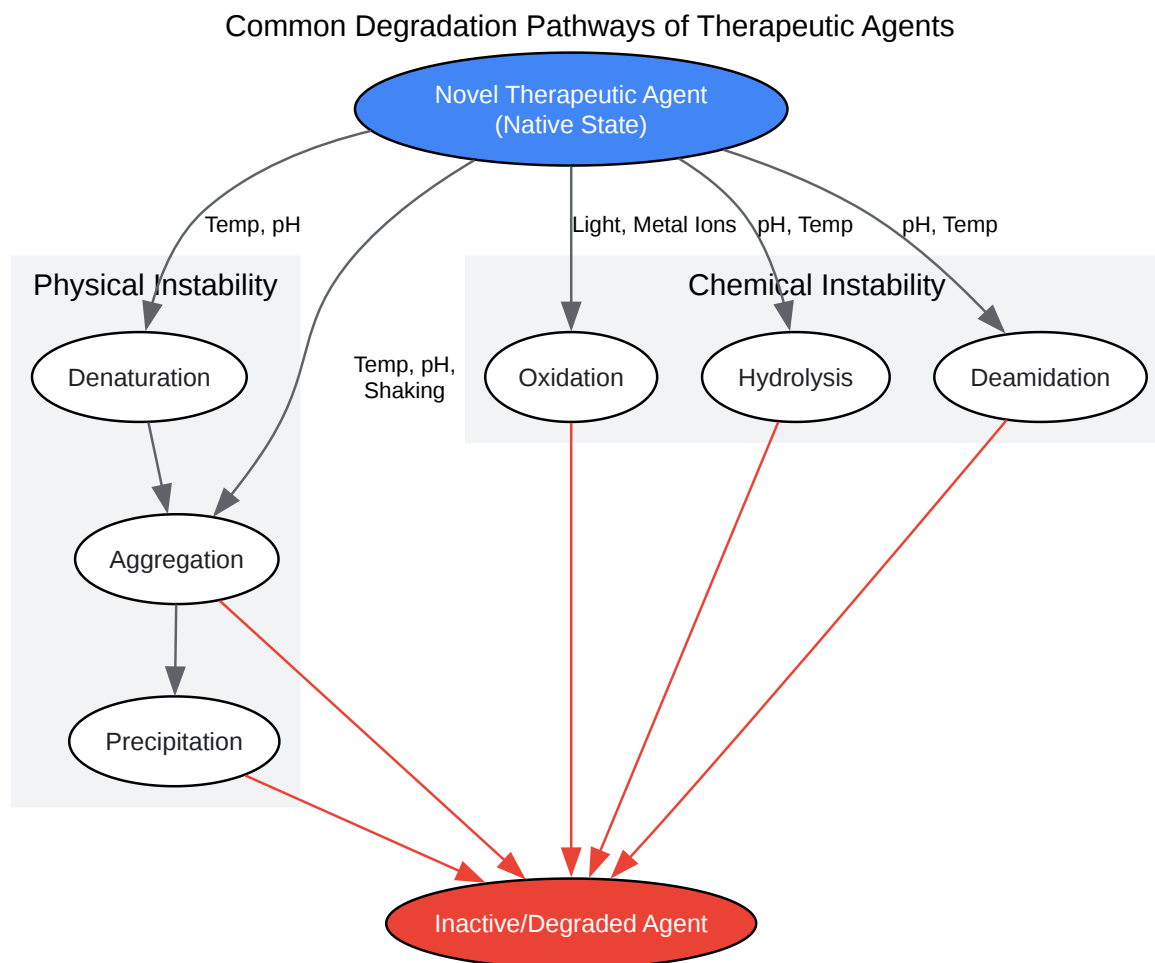 Common Degradation Pathways of Therapeutic Agents
Novel Therapeutic Agent
(Native State)
Temp, pH
Light, Metal Ions
pH, Temp
pH, Temp
Physical Instability
Chemical Instability
Denaturation
Temp, pH,
Shaking
Oxidation
Hydrolysis
Deamidation
Aggregation
Precipitation
Inactive/Degraded Agent